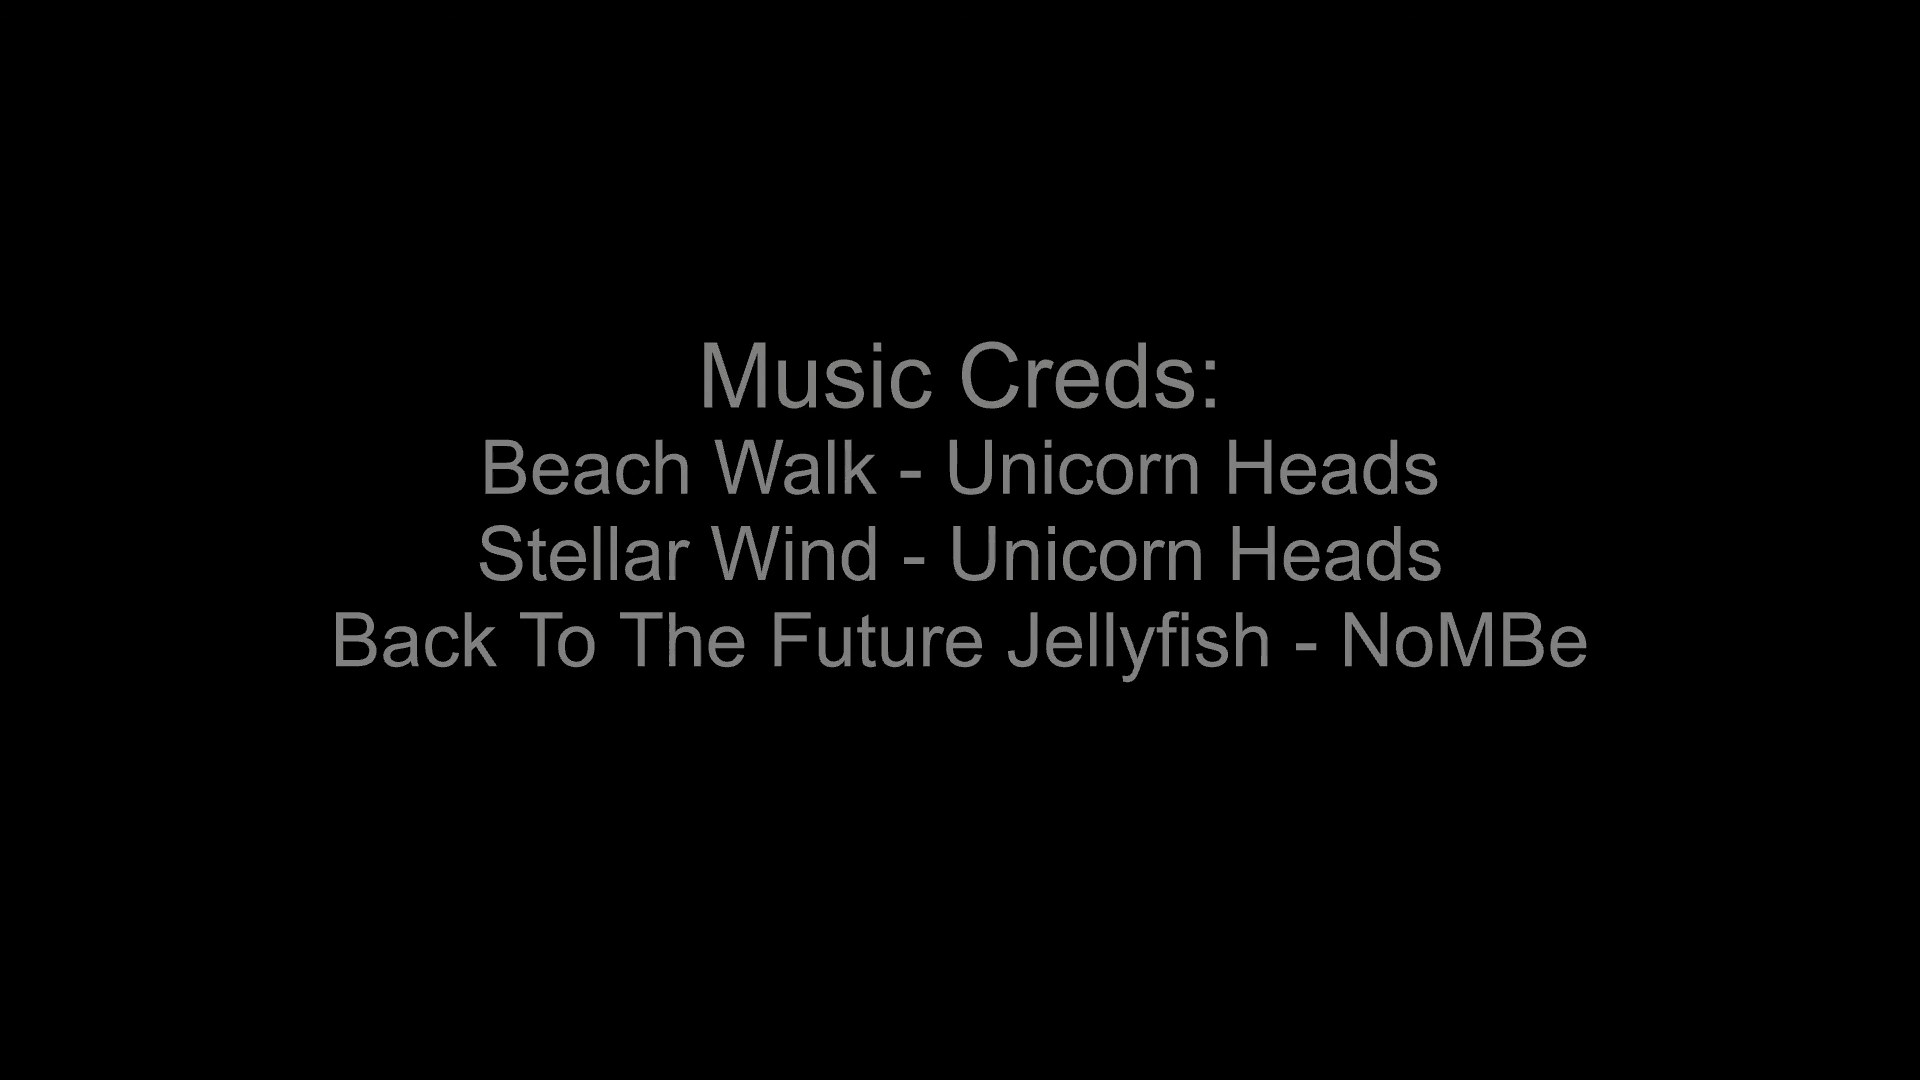 Music Creds:
Beach Walk - Unicorn Heads
Stellar Wind - Unicorn Heads
Back To The Future Jellyfish - NoMBe